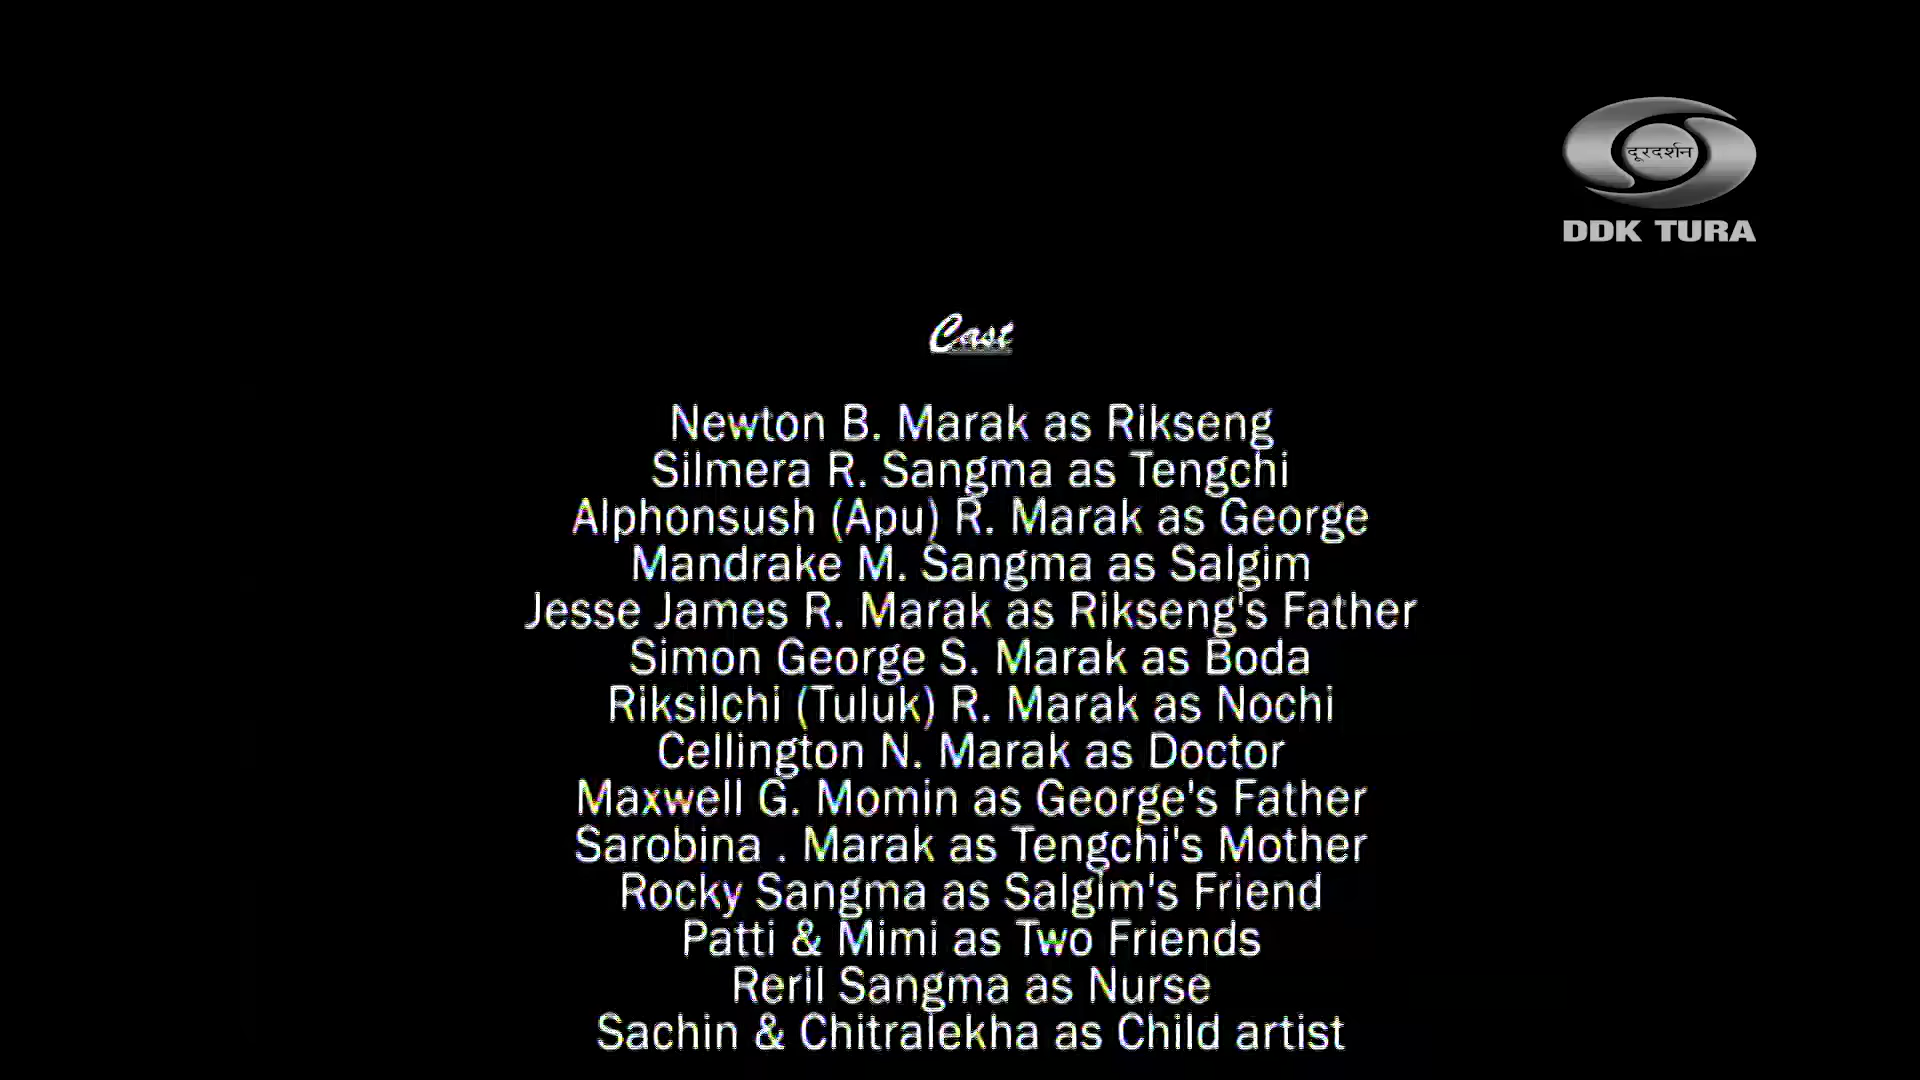 दूरदर्शन
DDK TURA
Cast
Newton B. Marak as Rikseng
Silmera R. Sangma as Tengchi
Alphonsush (Apu) R. Marak as George
Mandrake M. Sangma as Salgim
Jesse James R. Marak as Rikseng's Father
Simon George S. Marak as Boda
Riksilchi (Tuluk) R. Marak as Nochi
Cellington N. Marak as Doctor
Maxwell G. Momin as George's Father
Sarobina . Marak as Tengchi's Mother
Rocky Sangma as Salgim's Friend
Patti & Mimi as Two Friends
Reril Sangma as Nurse
Sachin & Chitralekha as Child artist